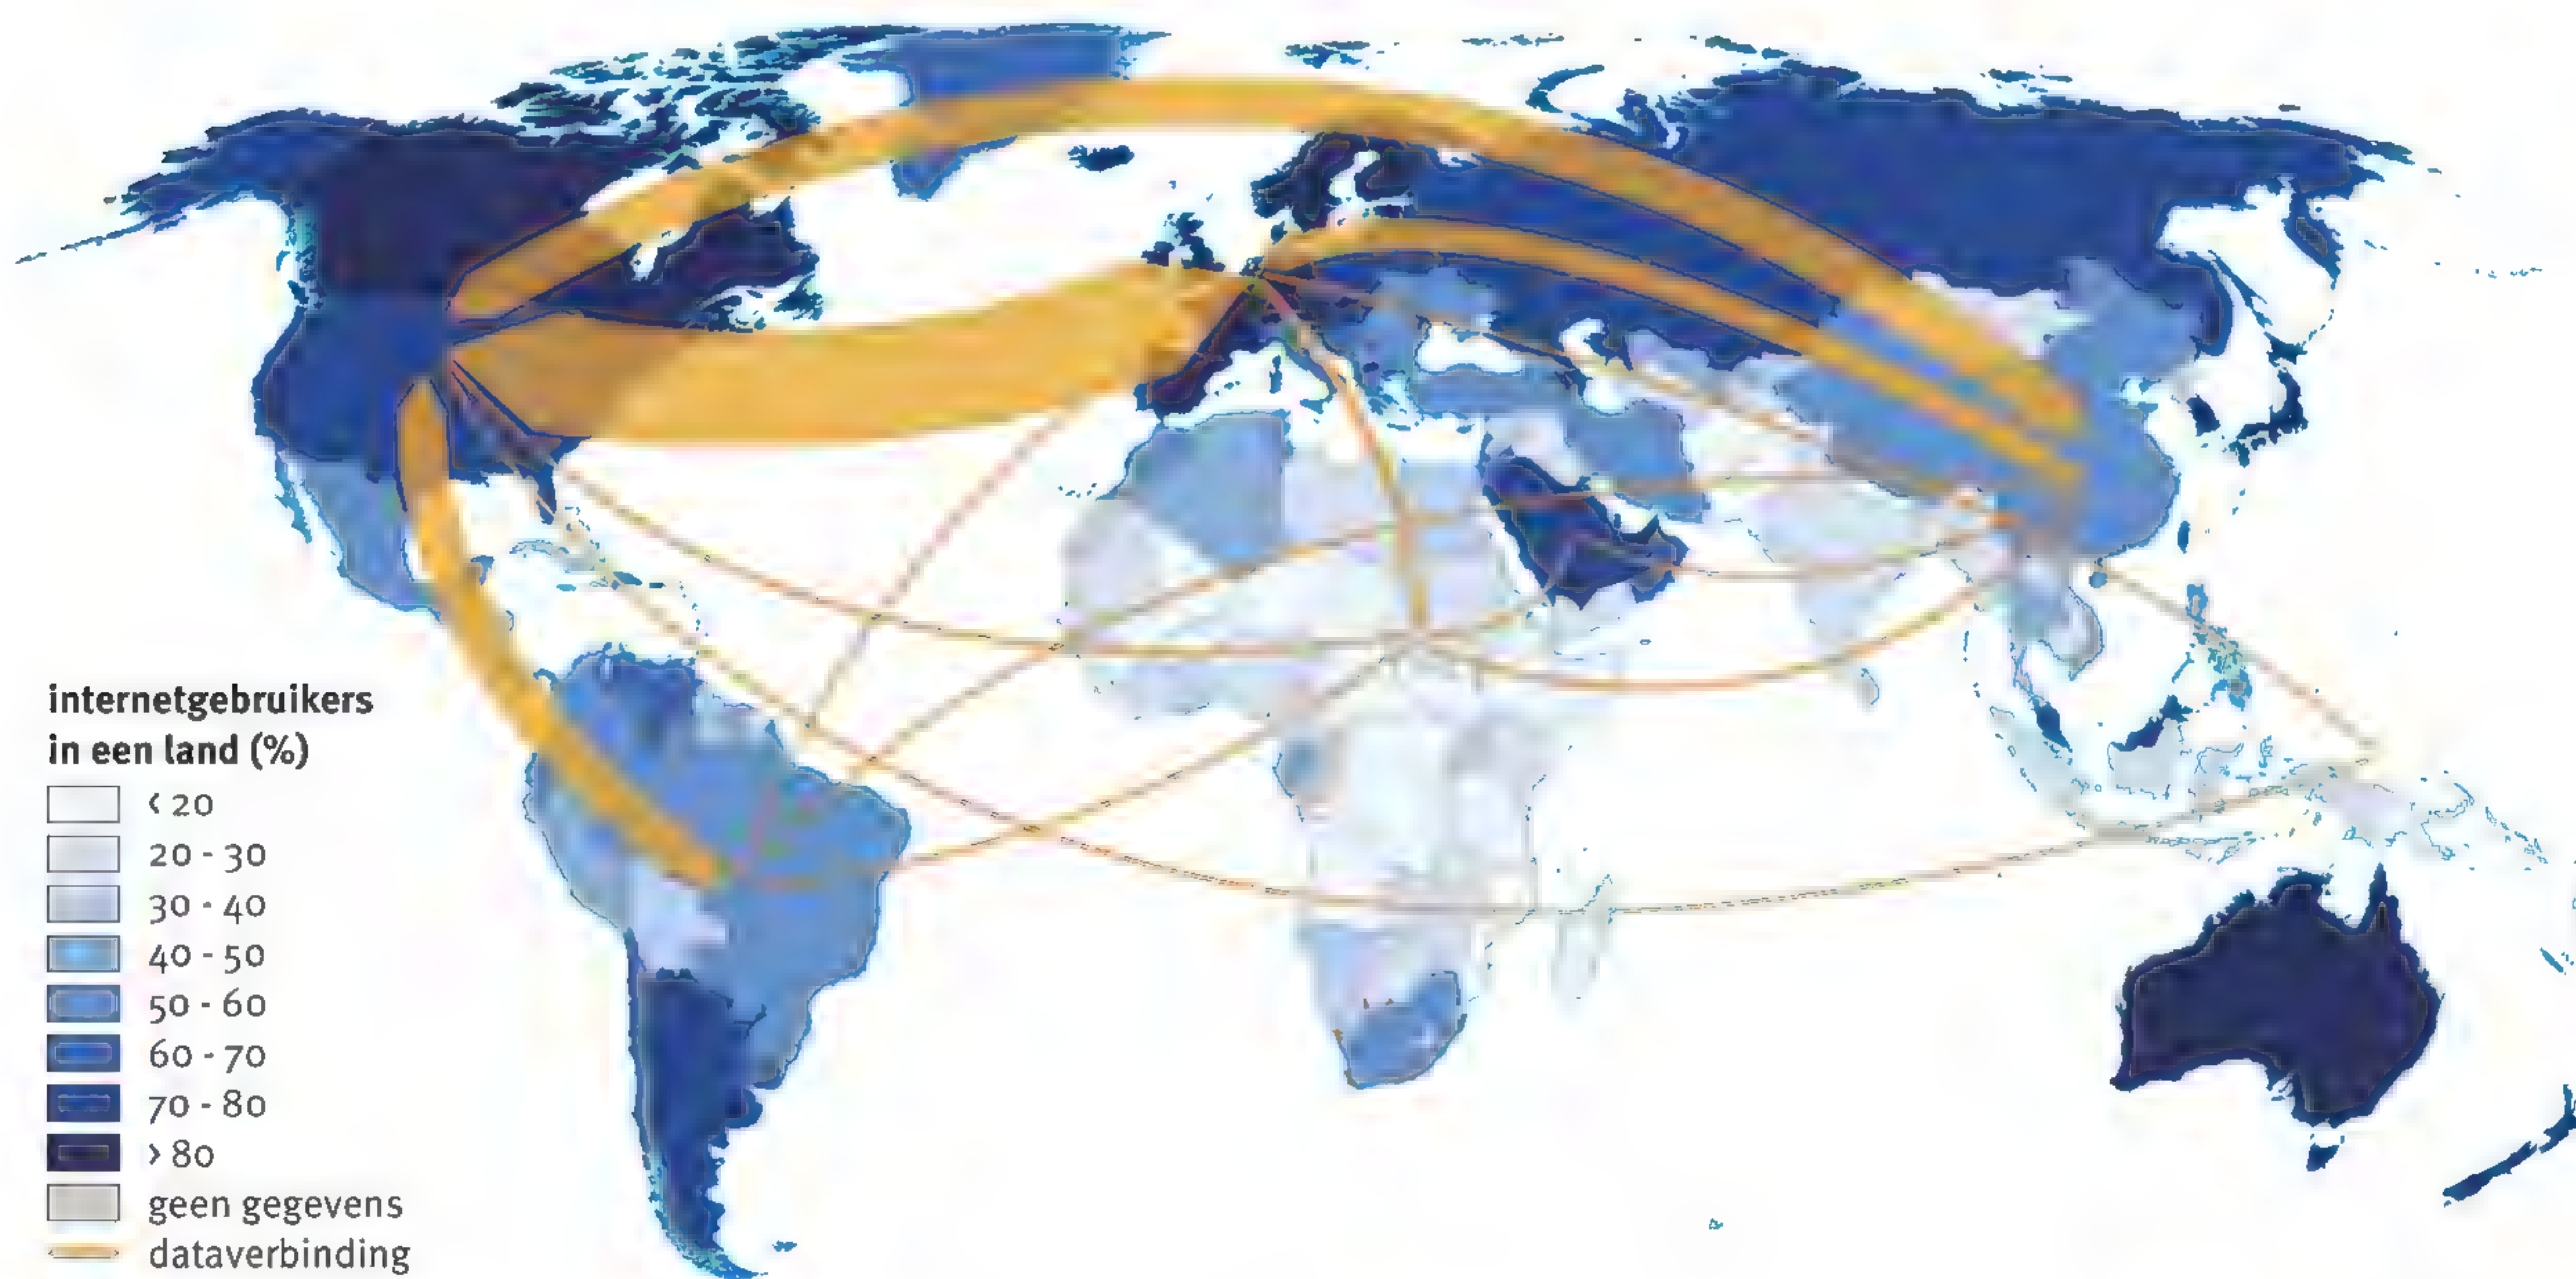 internetgebruikers
in een land (%)
< 20
20 - 30
30 - 40
40 - 50
50 - 60
60 - 70
70 - 80
> 80
geen gegevens
dataverbinding